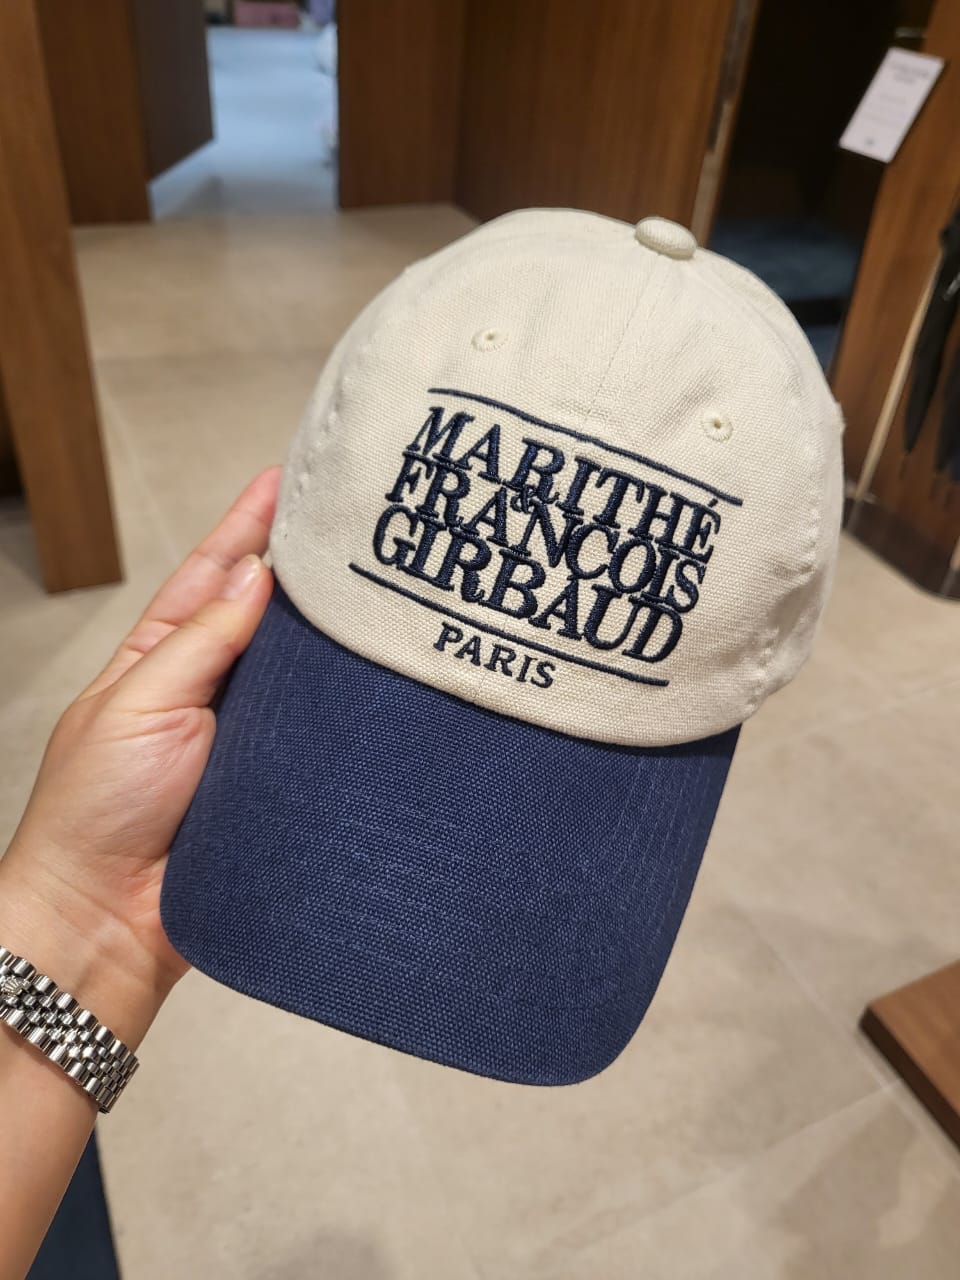 MARITHÉ
&
FRANÇOIS
GIRBAUD
PARIS